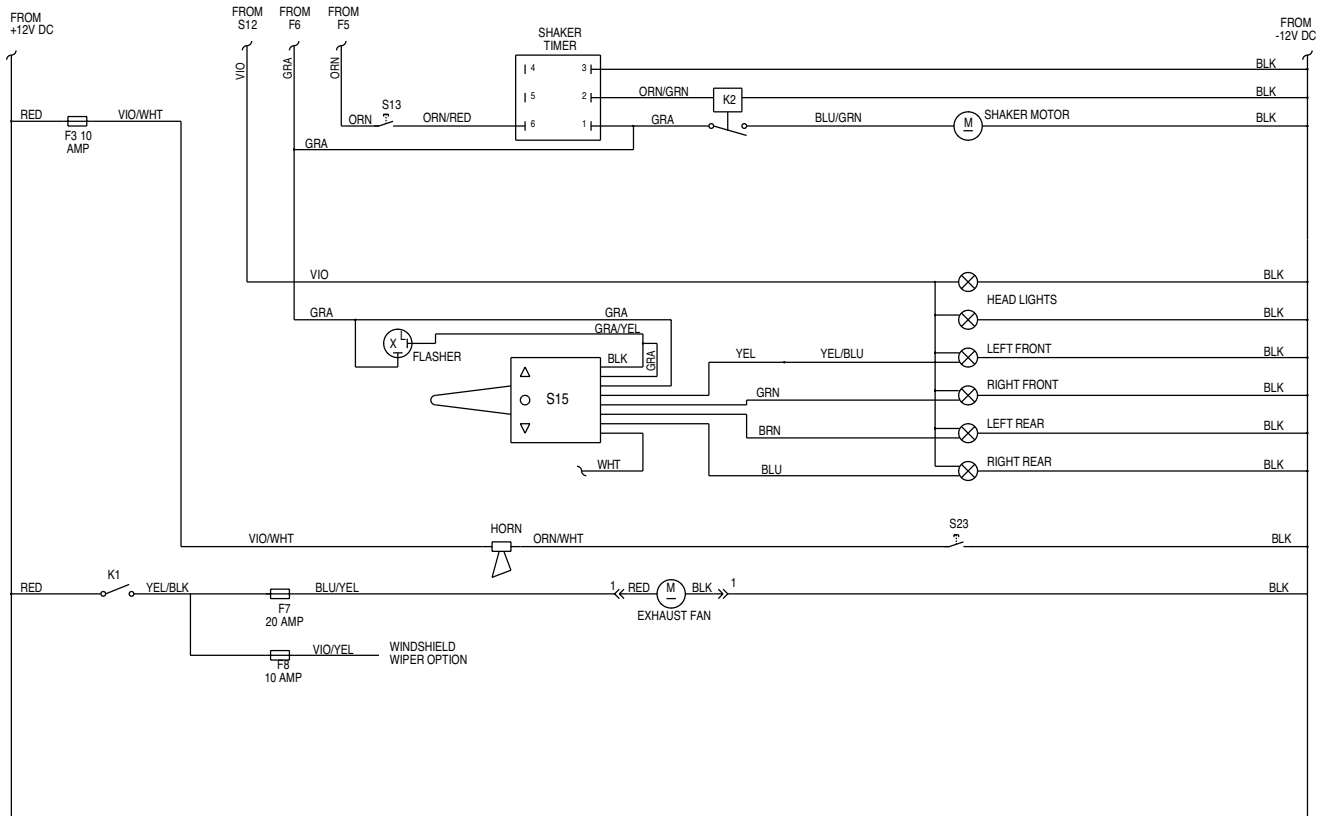 FROM
+12V DC
FROM
S12
FROM
F6
FROM
F5
SHAKER
TIMER
FROM
-12V DC
VIO
GRA
ORN
4
3
BLK
5
2
ORN/GRN
K2
BLK
RED
F3 10
AMP
VIO/WHT
ORN
S13
ORN/RED
6
1
GRA
BLU/GRN
M
SHAKER MOTOR
BLK
GRA
VIO
BLK
HEAD LIGHTS
GRA
GRA
BLK
GRA/YEL
X
L
FLASHER
BLK
GRA
YEL
YEL/BLU
LEFT FRONT
BLK
S15
GRN
RIGHT FRONT
BLK
BRN
LEFT REAR
BLK
WHT
BLU
RIGHT REAR
BLK
VIO/WHT
HORN
ORN/WHT
S23
BLK
RED
K1
YEL/BLK
F7
20 AMP
BLU/YEL
1
RED
M
BLK
1
EXHAUST FAN
BLK
F8
10 AMP
VIO/YEL
WINDSHIELD
WIPER OPTION